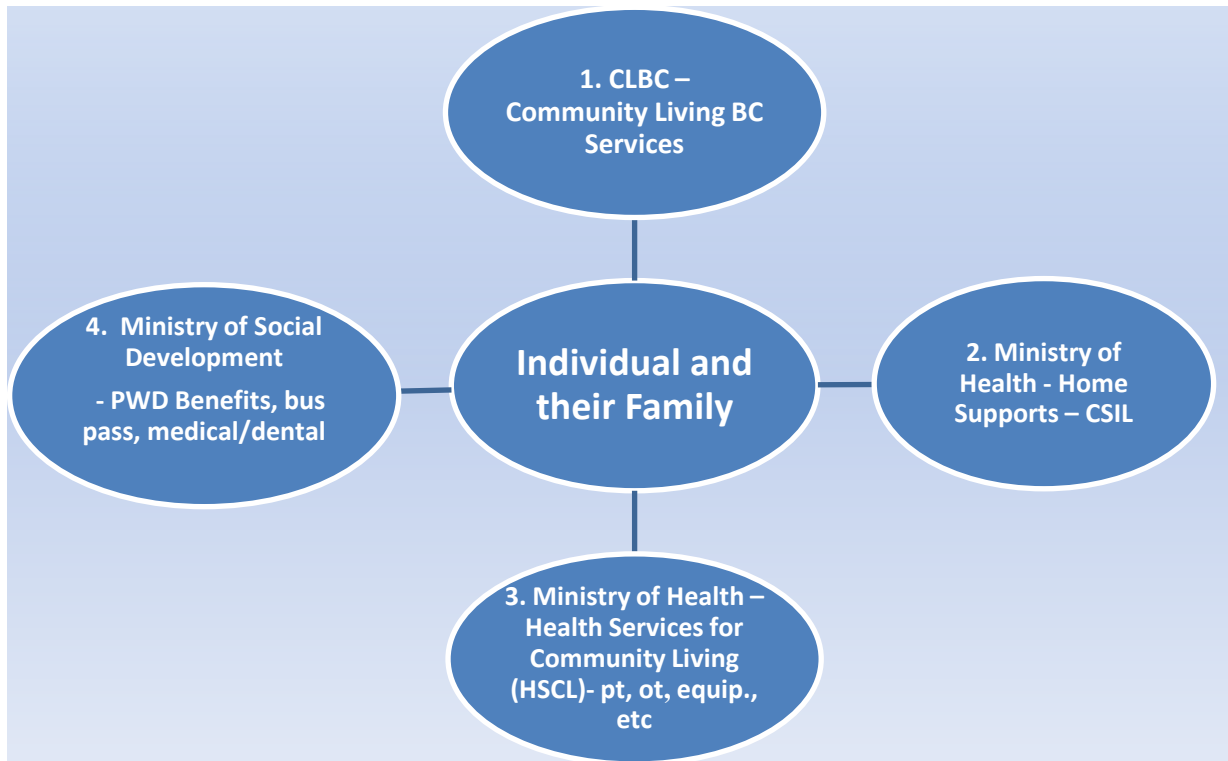 1. CLBC –
Community Living BC
Services
4. Ministry of Social
Development
- PWD Benefits, bus
pass, medical/dental
Individual and
their Family
2. Ministry of
Health - Home
Supports – CSIL
3. Ministry of Health –
Health Services for
Community Living
(HSCL)- pt, ot, equip.,
etc